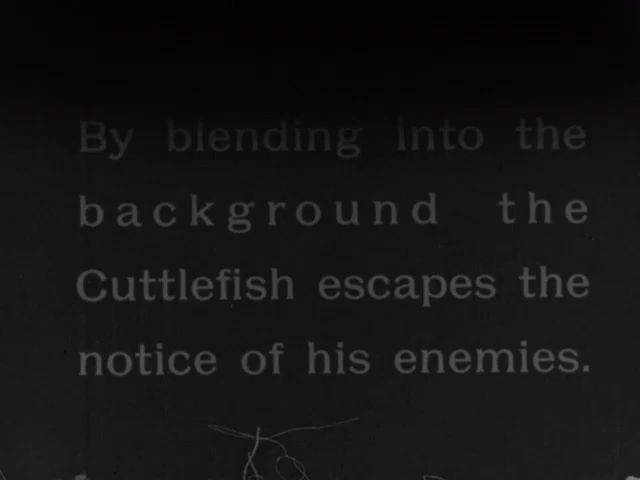 By blending into the
background the
Cuttlefish escapes the
notice of his enemies.